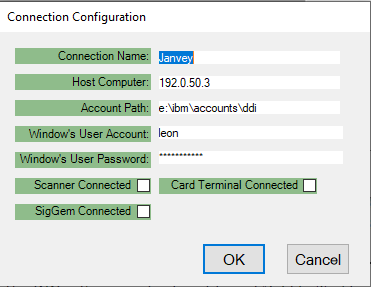 Connection Configuration
Connection Name: Janvey
Host Computer: 192.0.50.3
Account Path: e:\ibm\accounts\ddi
Window's User Account: leon
Window's User Password: ***********
Scanner Connected Card Terminal Connected
SigGem Connected
OK Cancel